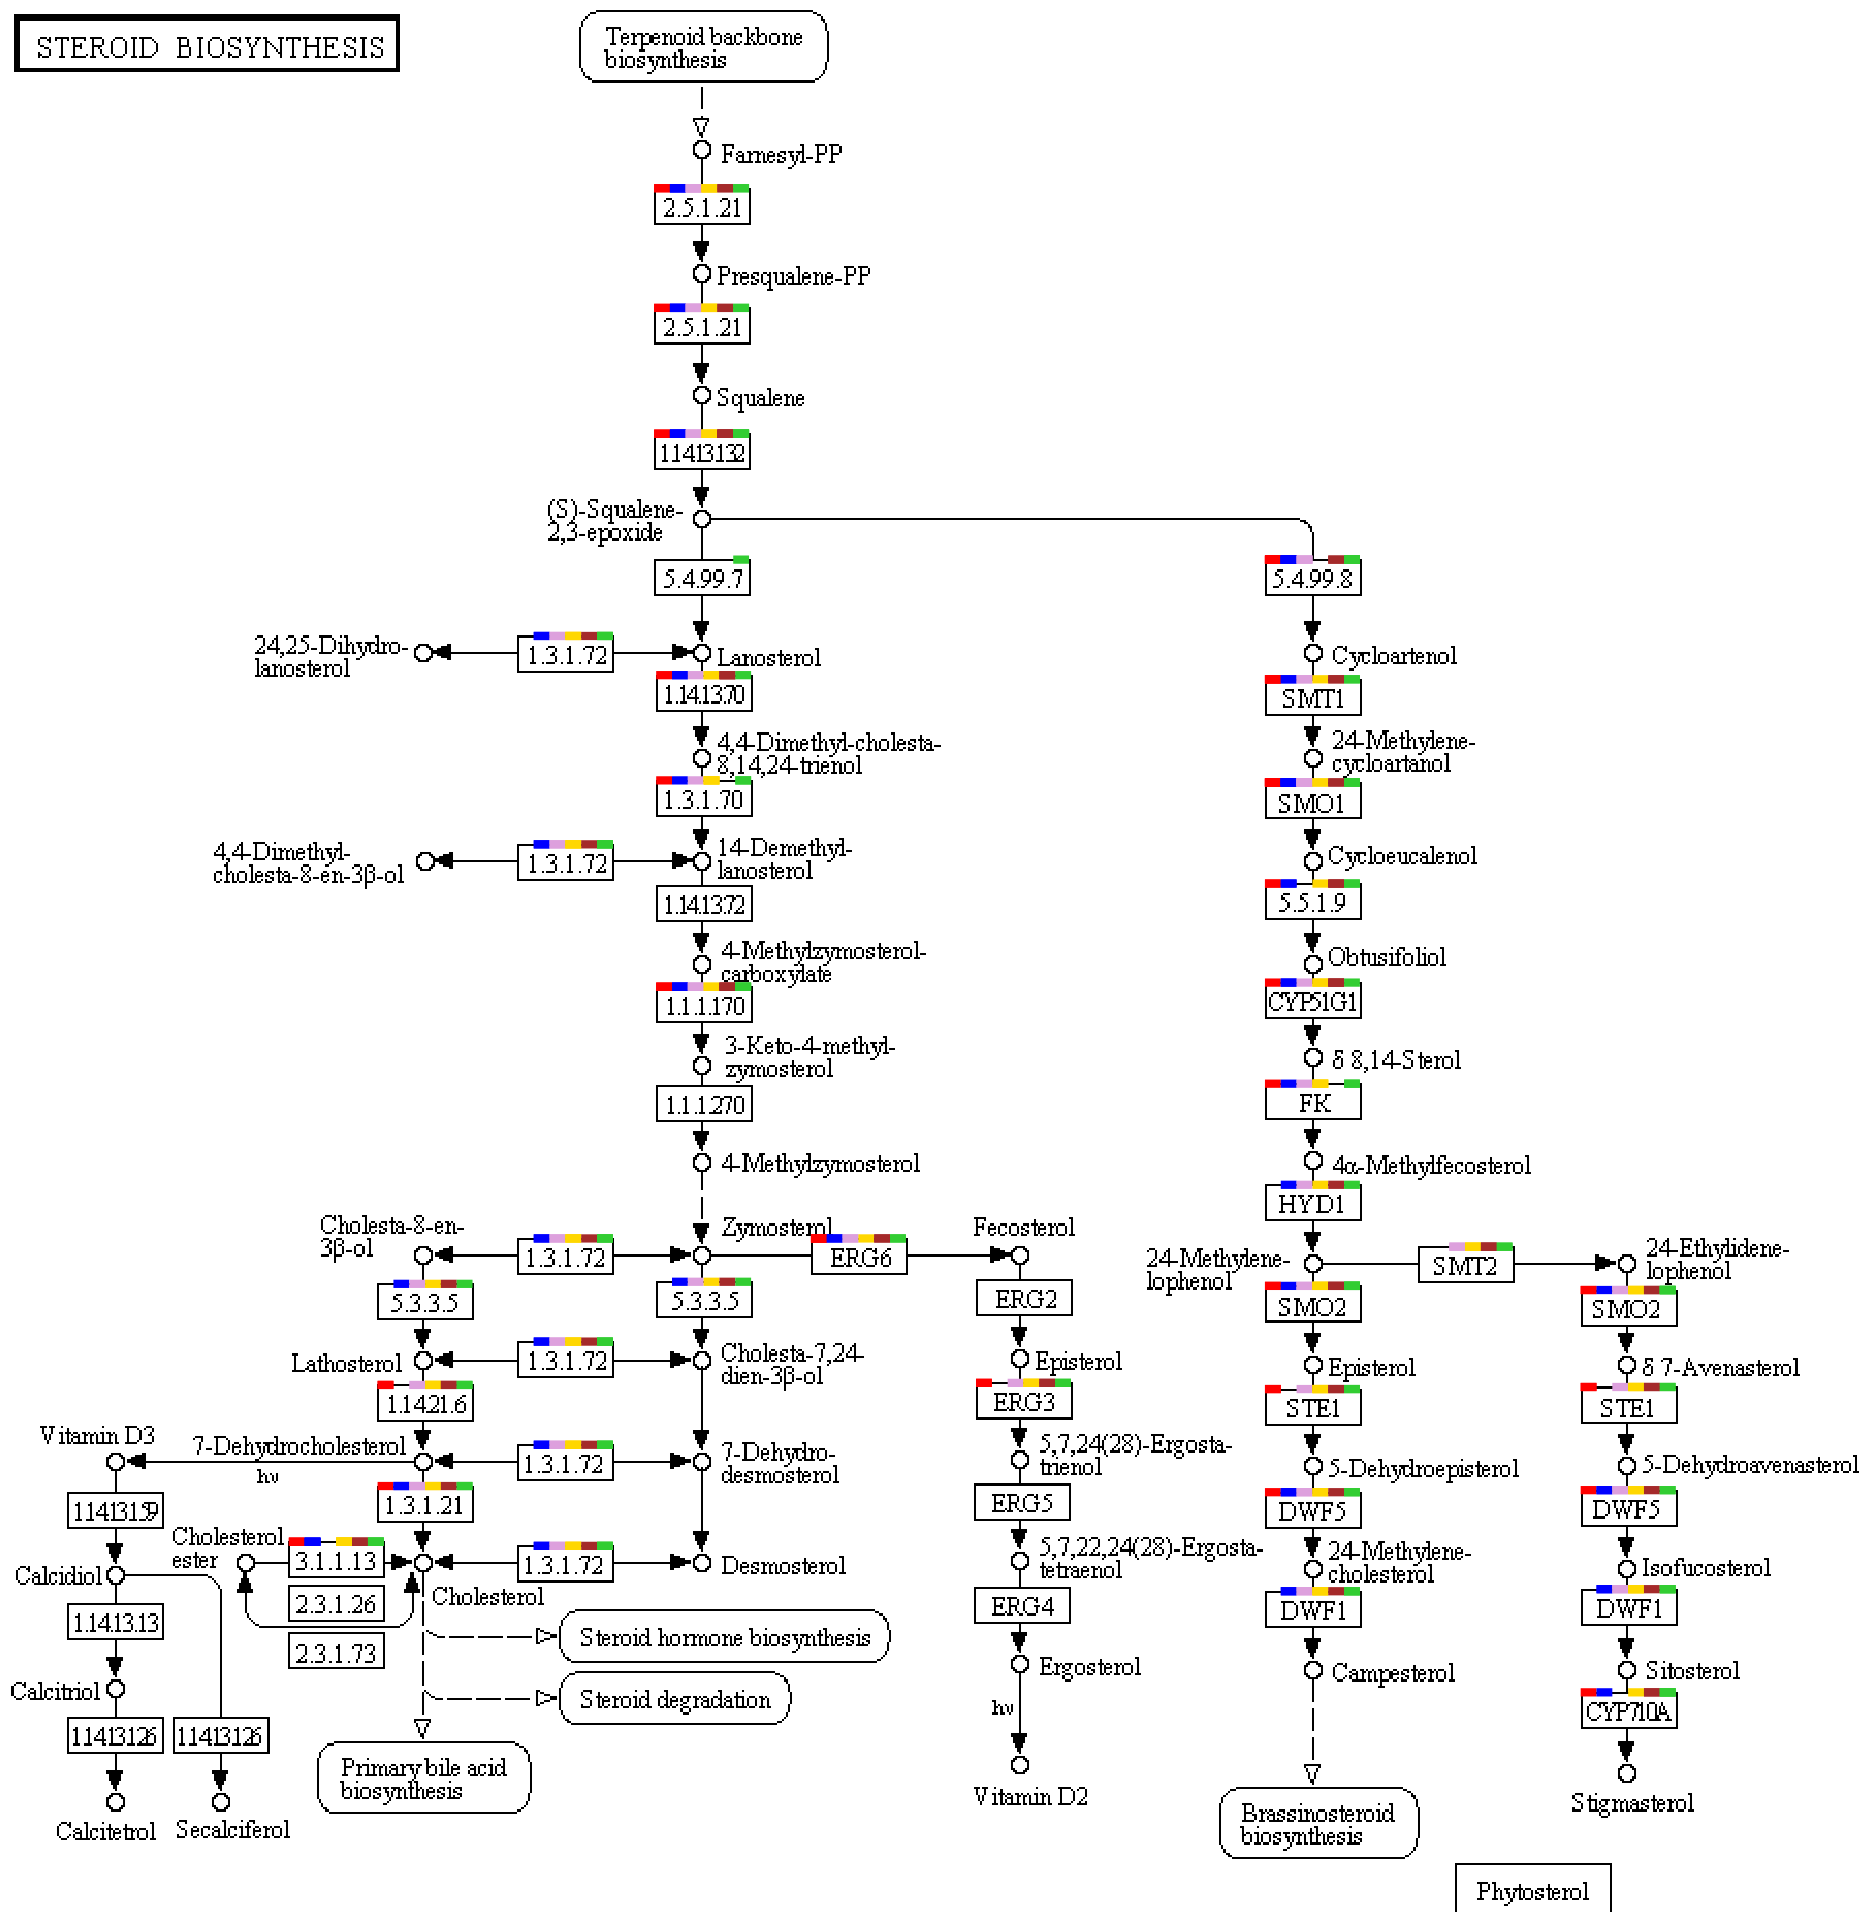 STEROID BIOSYNTHESIS
Terpenoid backbone
biosynthesis
Farnesyl-PP
2.5.1.21
Presqualene-PP
2.5.1.21
Squalene
1.14.13.132
(S)-Squalene-
2,3-epoxide
5.4.99.7
5.4.99.8
24,25-Dihydro-
lanosterol
1.3.1.72
Lanosterol
Cycloartenol
1.14.13.70
SMT1
4,4-Dimethyl-cholesta-
8,14,24-trienol
24-Methylene-
cycloartanol
1.3.1.70
SMO1
4,4-Dimethyl-
cholesta-8-en-3β-ol
1.3.1.72
14-Demethyl-
lanosterol
Cycloeucalenol
1.14.13.72
5.5.1.9
4-Methylzymosterol-
carboxylate
Obtusifoliol
1.1.1.170
CYP51G1
3-Keto-4-methyl-
zymosterol
δ 8,14-Sterol
1.1.1.270
FK
4-Methylzymosterol
4α-Methylfecosterol
HYD1
Cholesta-8-en-
3β-ol
1.3.1.72
Zymosterol
ERG6
Fecosterol
24-Methylene-
lophenol
SMT2
24-Ethylidene-
lophenol
5.3.3.5
5.3.3.5
ERG2
SMO2
SMO2
Lathosterol
1.3.1.72
Cholesta-7,24-
dien-3β-ol
Episterol
Episterol
δ 7-Avenasterol
1.14.21.6
ERG3
STE1
STE1
Vitamin D3
7-Dehydrocholesterol
hν
1.3.1.72
7-Dehydro-
desmosterol
5,7,24(28)-Ergosta-
trienol
5-Dehydroepisterol
5-Dehydroavenasterol
1.14.13.159
1.3.1.21
ERG5
DWF5
DWF5
Cholesterol
ester
3.1.1.13
1.3.1.72
Desmosterol
5,7,22,24(28)-Ergosta-
tetraenol
24-Methylene-
cholesterol
Isofucosterol
Calcidiol
2.3.1.26
Cholesterol
ERG4
DWF1
DWF1
1.14.13.13
2.3.1.73
Steroid hormone biosynthesis
Ergosterol
Campesterol
Sitosterol
Calcitriol
Steroid degradation
hν
CYP710A
1.14.13.126
1.14.13.126
Primary bile acid
biosynthesis
Vitamin D2
Stigmasterol
Calcitetrol
Secalciferol
Brassinosteroid
biosynthesis
Phytosterol